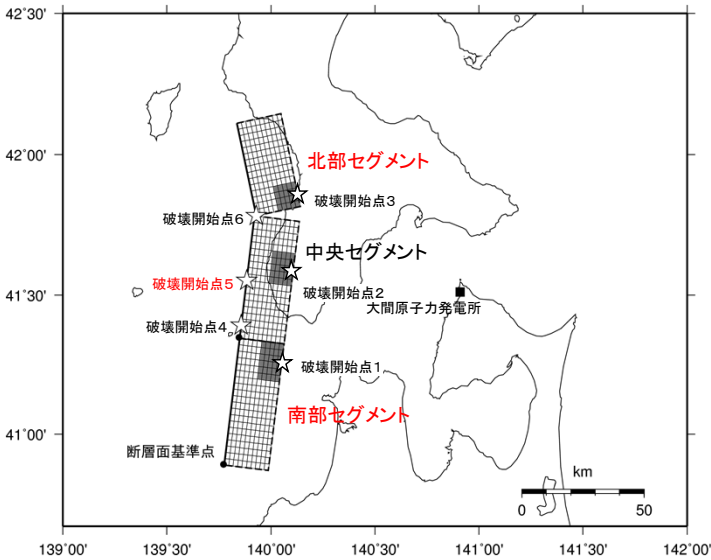 42°30'
42°00'
北部セグメント
破壊開始点3
破壊開始点6
中央セグメント
破壊開始点5
破壊開始点2
41°30'
大間原子力発電所
破壊開始点4
破壊開始点1
南部セグメント
41°00'
断層面基準点
km
0
50
139°00'
139°30'
140°00'
140°30'
141°00'
141°30'
142°00'